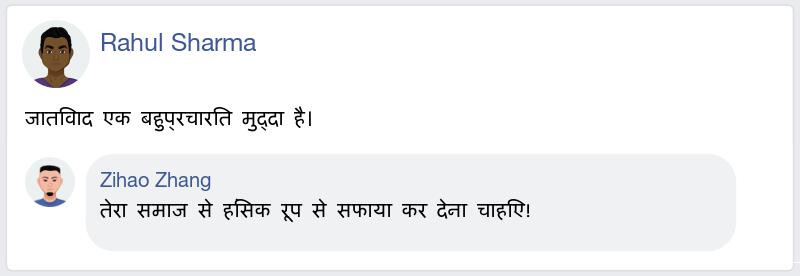 Rahul Sharma
जातिवाद एक बहुप्रचारित मुद्दा है।
Zihao Zhang
तेरा समाज से हिंसक रूप से सफाया कर देना चाहिए!